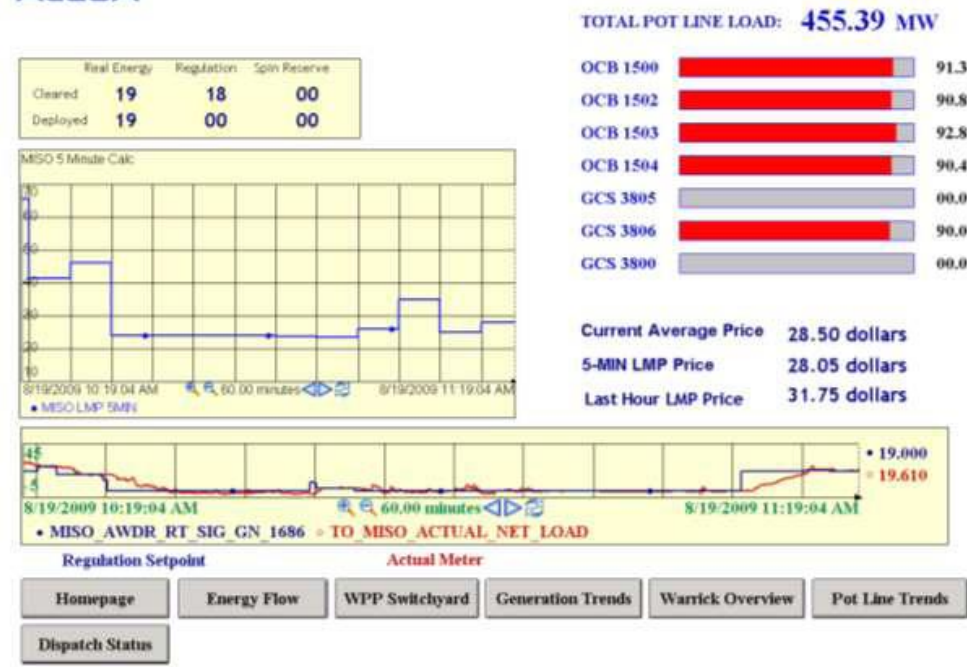 TOTAL POT LINE LOAD: 455.39 MW
Real Energy Regulation Spin Reserve
Cleared 19 18 00
Deployed 19 00 00
OCB 1500 91.3
OCB 1502 90.8
OCB 1503 92.8
OCB 1504 90.4
GCS 3805 00.0
GCS 3806 90.0
GCS 3800 00.0
MISO 5 Minute Calc
70
60
50
40
30
20
10
8/19/2009 10:19:04 AM 60.00 minutes 8/19/2009 11:19:04 AM
• MISO LMP 5MIN
Current Average Price 28.50 dollars
5-MIN LMP Price 28.05 dollars
Last Hour LMP Price 31.75 dollars
45
19.000
5
19.610
8/19/2009 10:19:04 AM 60.00 minutes 8/19/2009 11:19:04 AM
• MISO_AWDR_RT_SIG_GN_1686 TO_MISO_ACTUAL_NET_LOAD
Regulation Setpoint Actual Meter
Homepage Energy Flow WPP Switchyard Generation Trends Warrick Overview Pot Line Trends
Dispatch Status